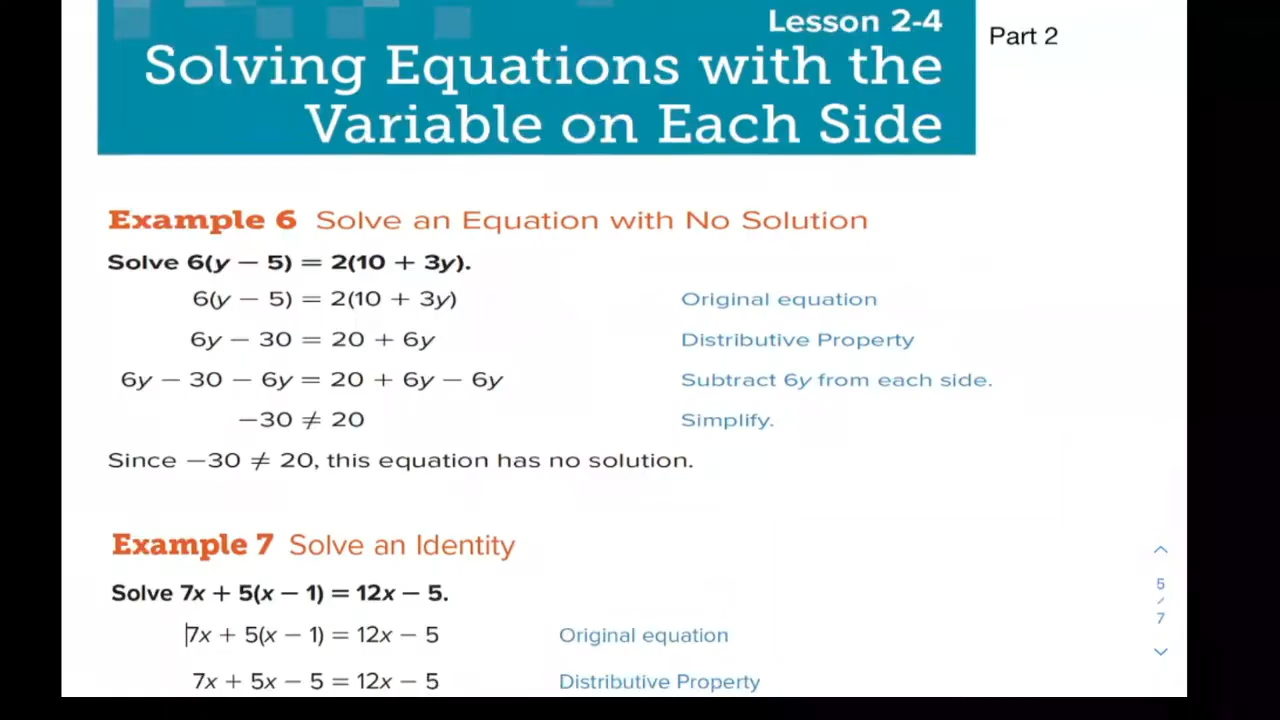 Lesson 2-4
Part 2
Solving Equations with the
Variable on Each Side
Example 6 Solve an Equation with No Solution
Solve 6(y − 5) = 2(10 + 3y).
6(y − 5) = 2(10 + 3y) Original equation
6y − 30 = 20 + 6y Distributive Property
6y − 30 − 6y = 20 + 6y − 6y Subtract 6y from each side.
−30 ≠ 20 Simplify.
Since −30 ≠ 20, this equation has no solution.
Example 7 Solve an Identity
Solve 7x + 5(x − 1) = 12x − 5.
7x + 5(x − 1) = 12x − 5 Original equation
7x + 5x − 5 = 12x − 5 Distributive Property
5
/
7